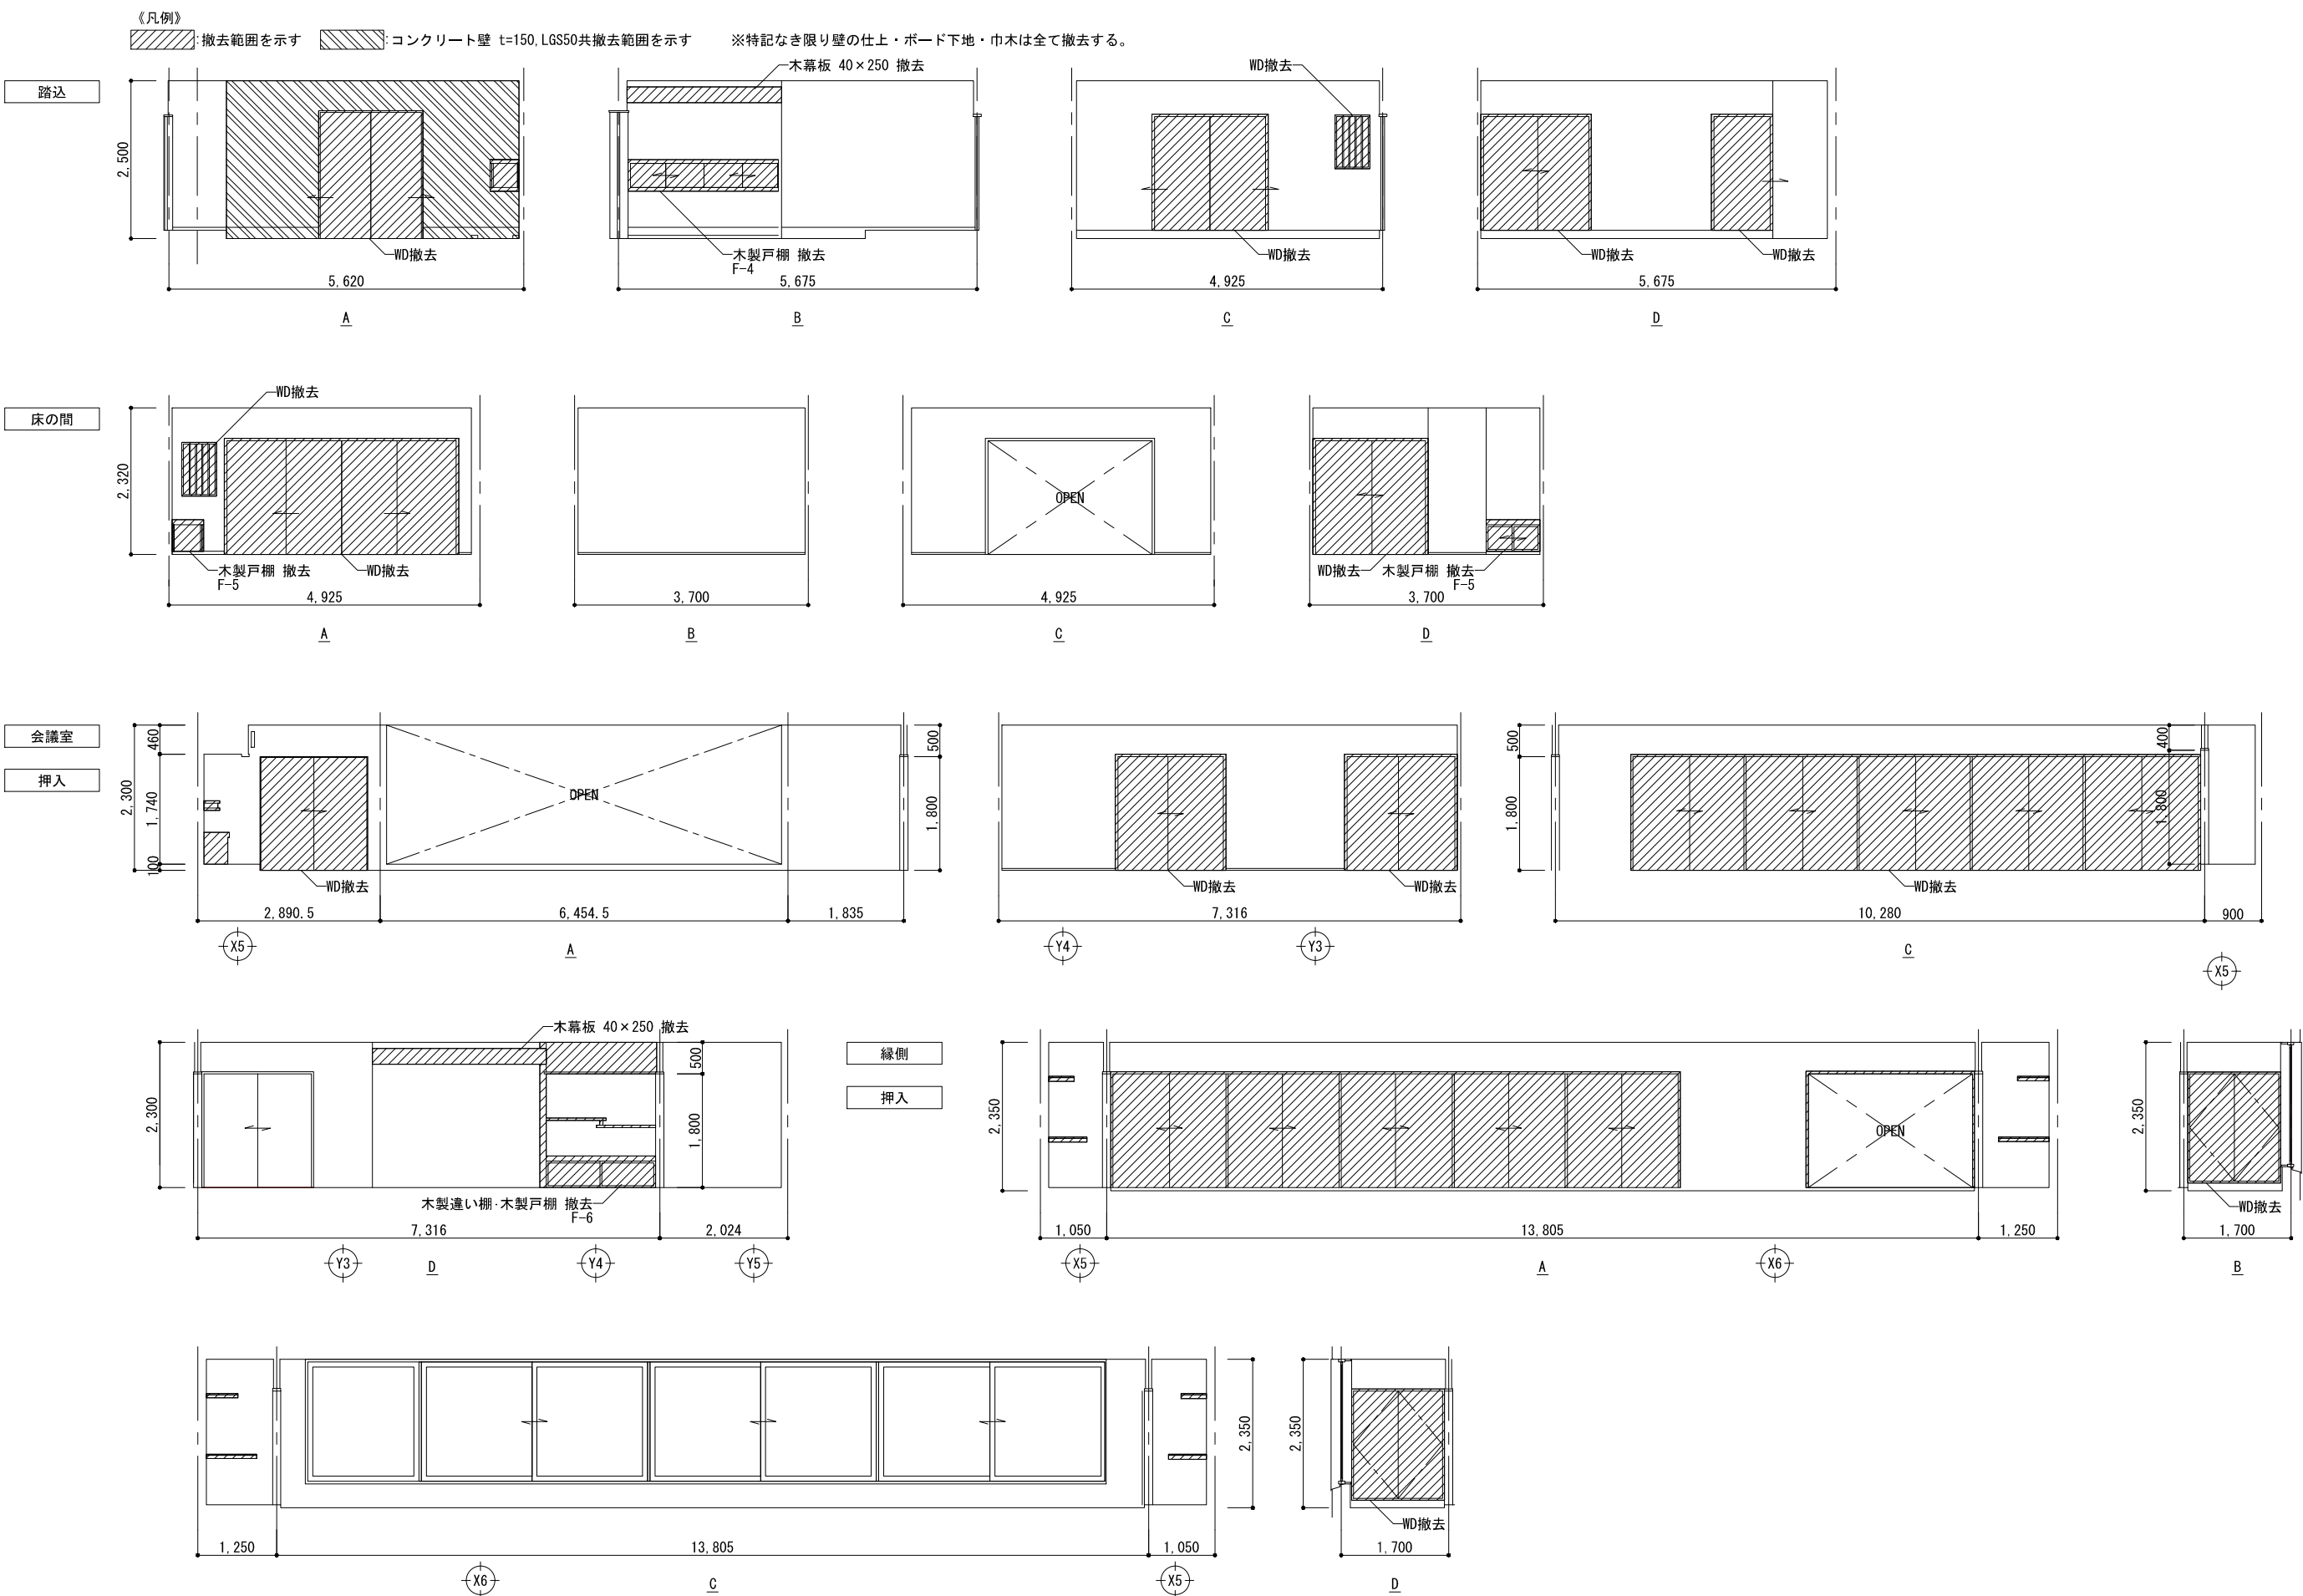 《凡例》
:撤去範囲を示す :コンクリート壁 t=150,LGS50共撤去範囲を示す ※特記なき限り壁の仕上・ボード下地・巾木は全て撤去する。
踏込
2,500
WD撤去
5,620
A
木幕板 40×250 撤去
木製戸棚 撤去
F-4
5,675
B
WD撤去
WD撤去
4,925
C
WD撤去
WD撤去
5,675
D
床の間
2,320
WD撤去
木製戸棚 撤去
F-5
WD撤去
4,925
A
3,700
B
OPEN
4,925
C
WD撤去
木製戸棚 撤去
F-5
3,700
D
会議室
押入
2,300
460
1,740
100
OPEN
WD撤去
500
1,800
2,890.5
6,454.5
1,835
X5
A
WD撤去
WD撤去
7,316
Y4
Y3
500
1,800
400
1,800
WD撤去
10,280
900
C
X5
2,300
木幕板 40×250 撤去
500
1,800
木製違い棚・木製戸棚 撤去
F-6
7,316
2,024
Y3
D
Y4
Y5
縁側
押入
2,350
OPEN
1,050
13,805
1,250
X5
A
X6
2,350
WD撤去
1,700
B
2,350
1,250
13,805
1,050
X6
C
X5
2,350
WD撤去
1,700
D